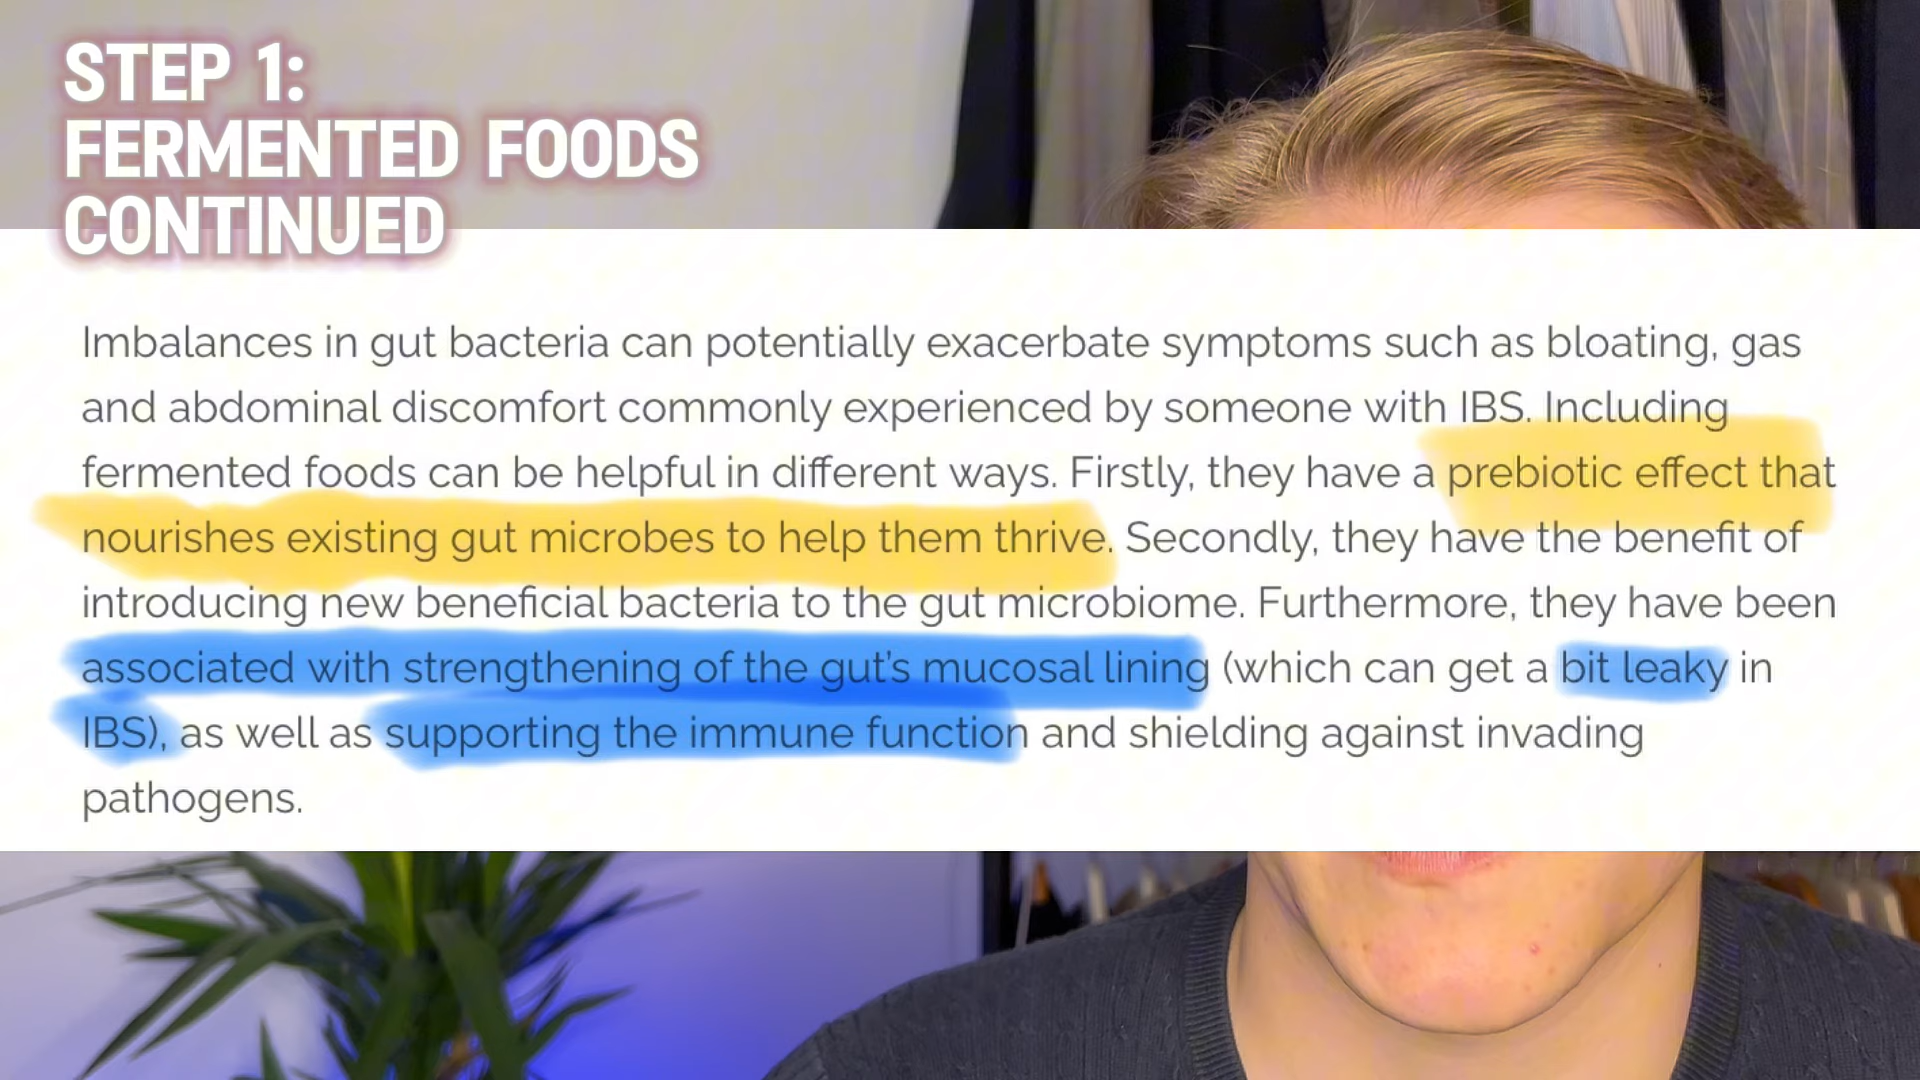 STEP 1:
FERMENTED FOODS
CONTINUED
Imbalances in gut bacteria can potentially exacerbate symptoms such as bloating, gas
and abdominal discomfort commonly experienced by someone with IBS. Including
fermented foods can be helpful in different ways. Firstly, they have a prebiotic effect that
nourishes existing gut microbes to help them thrive. Secondly, they have the benefit of
introducing new beneficial bacteria to the gut microbiome. Furthermore, they have been
associated with strengthening of the gut’s mucosal lining (which can get a bit leaky in
IBS), as well as supporting the immune function and shielding against invading
pathogens.